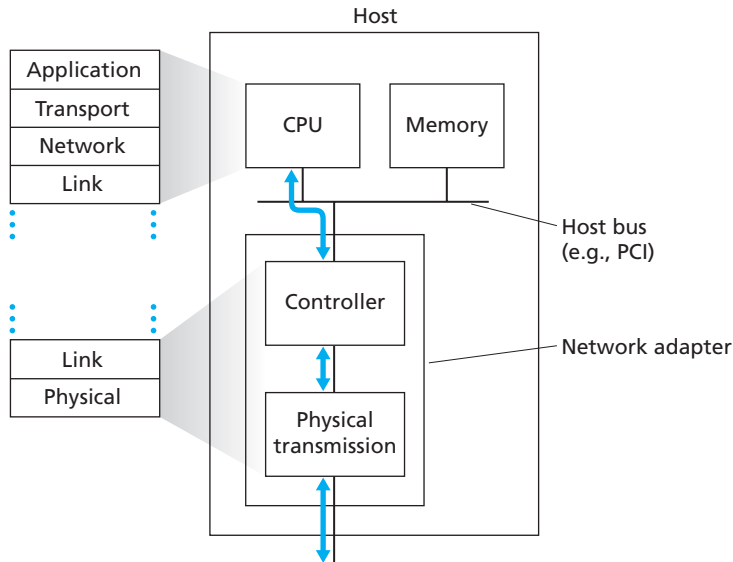 Host
Application
Transport
Network
Link
CPU
Memory
Host bus
(e.g., PCI)
Controller
Network adapter
Link
Physical
Physical
transmission